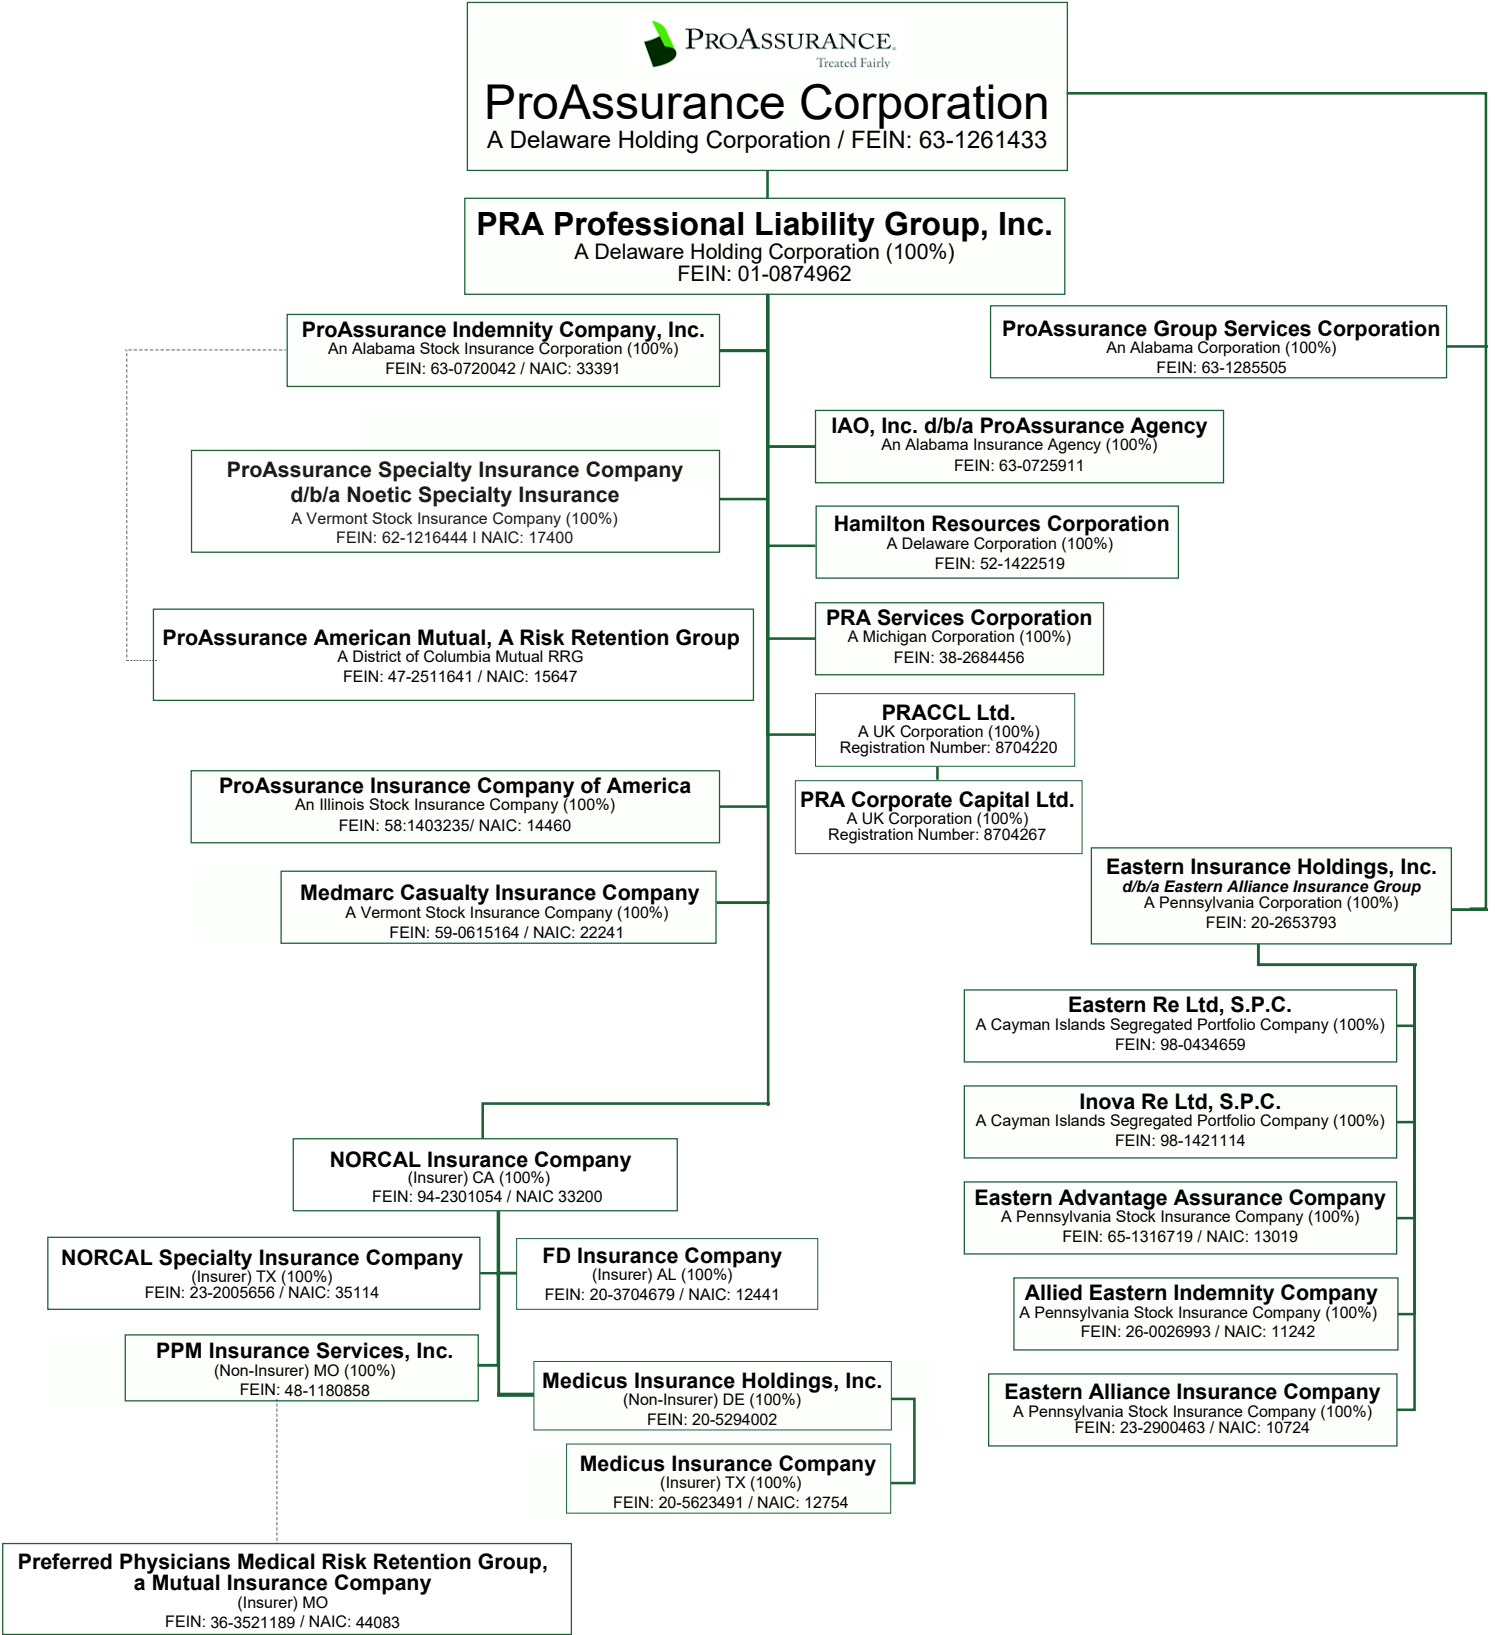 PROASSURANCE.
Treated Fairly
ProAssurance Corporation
A Delaware Holding Corporation / FEIN: 63-1261433
PRA Professional Liability Group, Inc.
A Delaware Holding Corporation (100%)
FEIN: 01-0874962
ProAssurance Indemnity Company, Inc.
An Alabama Stock Insurance Corporation (100%)
FEIN: 63-0720042 / NAIC: 33391
ProAssurance Group Services Corporation
An Alabama Corporation (100%)
FEIN: 63-1285505
IAO, Inc. d/b/a ProAssurance Agency
An Alabama Insurance Agency (100%)
FEIN: 63-0725911
ProAssurance Specialty Insurance Company
d/b/a Noetic Specialty Insurance
A Vermont Stock Insurance Company (100%)
FEIN: 62-1216444 I NAIC: 17400
Hamilton Resources Corporation
A Delaware Corporation (100%)
FEIN: 52-1422519
ProAssurance American Mutual, A Risk Retention Group
A District of Columbia Mutual RRG
FEIN: 47-2511641 / NAIC: 15647
PRA Services Corporation
A Michigan Corporation (100%)
FEIN: 38-2684456
PRACCL Ltd.
A UK Corporation (100%)
Registration Number: 8704220
ProAssurance Insurance Company of America
An Illinois Stock Insurance Company (100%)
FEIN: 58:1403235/ NAIC: 14460
PRA Corporate Capital Ltd.
A UK Corporation (100%)
Registration Number: 8704267
Medmarc Casualty Insurance Company
A Vermont Stock Insurance Company (100%)
FEIN: 59-0615164 / NAIC: 22241
Eastern Insurance Holdings, Inc.
d/b/a Eastern Alliance Insurance Group
A Pennsylvania Corporation (100%)
FEIN: 20-2653793
Eastern Re Ltd, S.P.C.
A Cayman Islands Segregated Portfolio Company (100%)
FEIN: 98-0434659
Inova Re Ltd, S.P.C.
A Cayman Islands Segregated Portfolio Company (100%)
FEIN: 98-1421114
Eastern Advantage Assurance Company
A Pennsylvania Stock Insurance Company (100%)
FEIN: 65-1316719 / NAIC: 13019
Allied Eastern Indemnity Company
A Pennsylvania Stock Insurance Company (100%)
FEIN: 26-0026993 / NAIC: 11242
Eastern Alliance Insurance Company
A Pennsylvania Stock Insurance Company (100%)
FEIN: 23-2900463 / NAIC: 10724
NORCAL Insurance Company
(Insurer) CA (100%)
FEIN: 94-2301054 / NAIC 33200
NORCAL Specialty Insurance Company
(Insurer) TX (100%)
FEIN: 23-2005656 / NAIC: 35114
FD Insurance Company
(Insurer) AL (100%)
FEIN: 20-3704679 / NAIC: 12441
PPM Insurance Services, Inc.
(Non-Insurer) MO (100%)
FEIN: 48-1180858
Medicus Insurance Holdings, Inc.
(Non-Insurer) DE (100%)
FEIN: 20-5294002
Medicus Insurance Company
(Insurer) TX (100%)
FEIN: 20-5623491 / NAIC: 12754
Preferred Physicians Medical Risk Retention Group,
a Mutual Insurance Company
(Insurer) MO
FEIN: 36-3521189 / NAIC: 44083